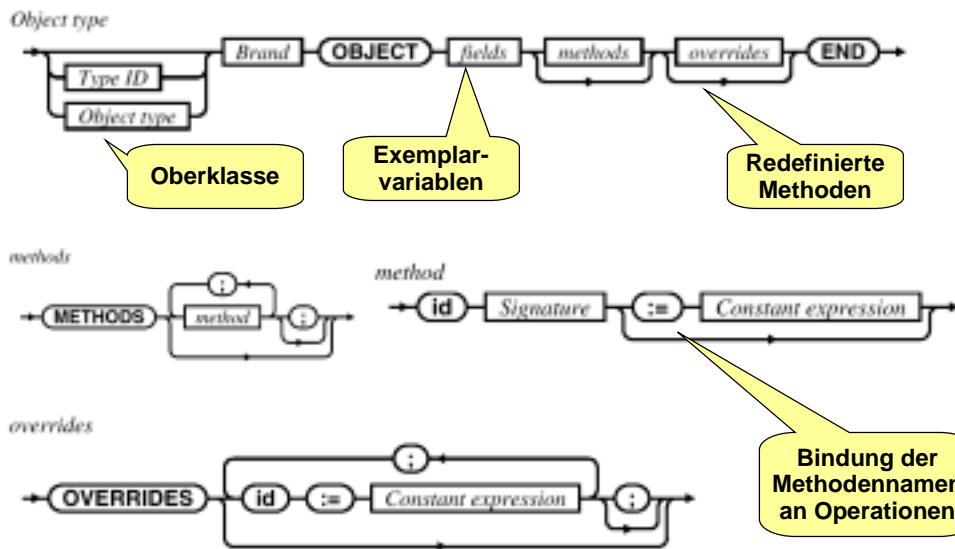 Object type
Brand OBJECT fields methods overrides END
Type ID
Object type
Oberklasse
Exemplar-
variablen
Redefinierte
Methoden
methods
;
METHODS method ;
method
id Signature := Constant expression
Bindung der
Methodennamen
an Operationen
overrides
;
OVERRIDES id := Constant expression ;